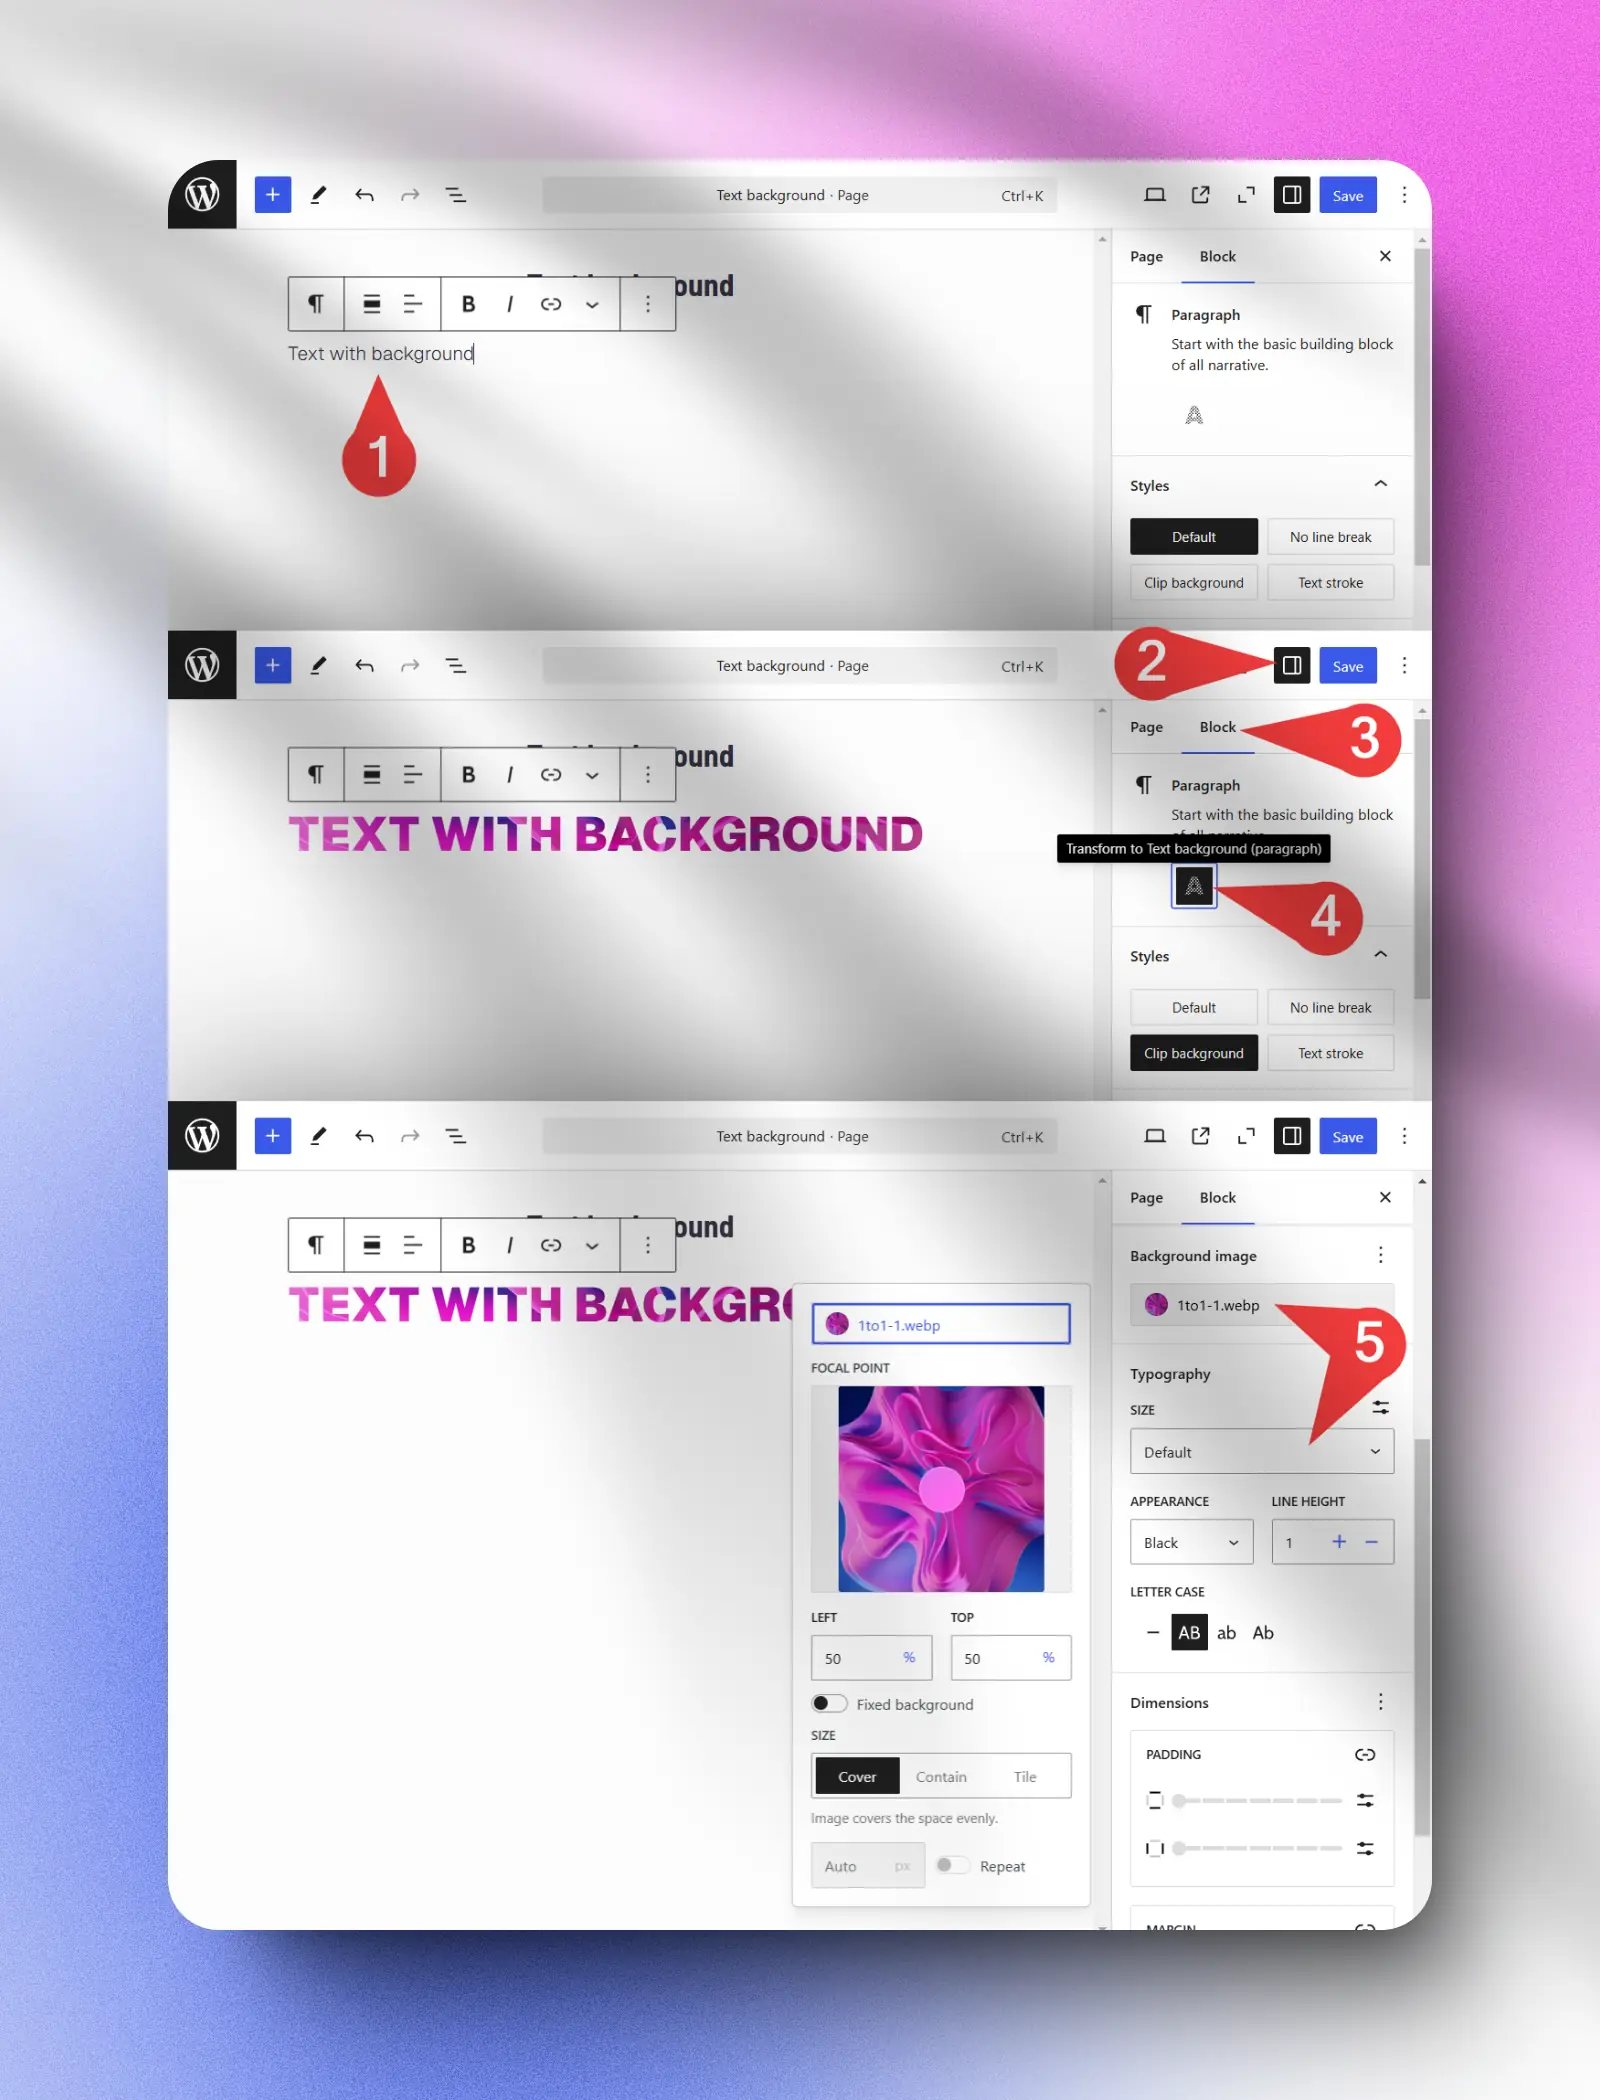 Text background · Page Ctrl+K Save
Page Block
ound
B I
Paragraph
Start with the basic building block
of all narrative.
Text with background
A
1
Styles
Default No line break
Clip background Text stroke
Text background · Page Ctrl+K 2 Save
Page Block 3
ound
B I
Paragraph
Start with the basic building block
of all narrative.
TEXT WITH BACKGROUND
Transform to Text background (paragraph)
A
4
Styles
Default No line break
Clip background Text stroke
Text background · Page Ctrl+K Save
Page Block
ound
B I
TEXT WITH BACKGRO
1to1-1.webp
FOCAL POINT
LEFT TOP
50 % 50 %
Fixed background
SIZE
Cover Contain Tile
Image covers the space evenly.
Auto px Repeat
Background image
1to1-1.webp
5
Typography
SIZE
Default
APPEARANCE LINE HEIGHT
Black 1 + −
LETTER CASE
– AB ab Ab
Dimensions
PADDING
MARGIN